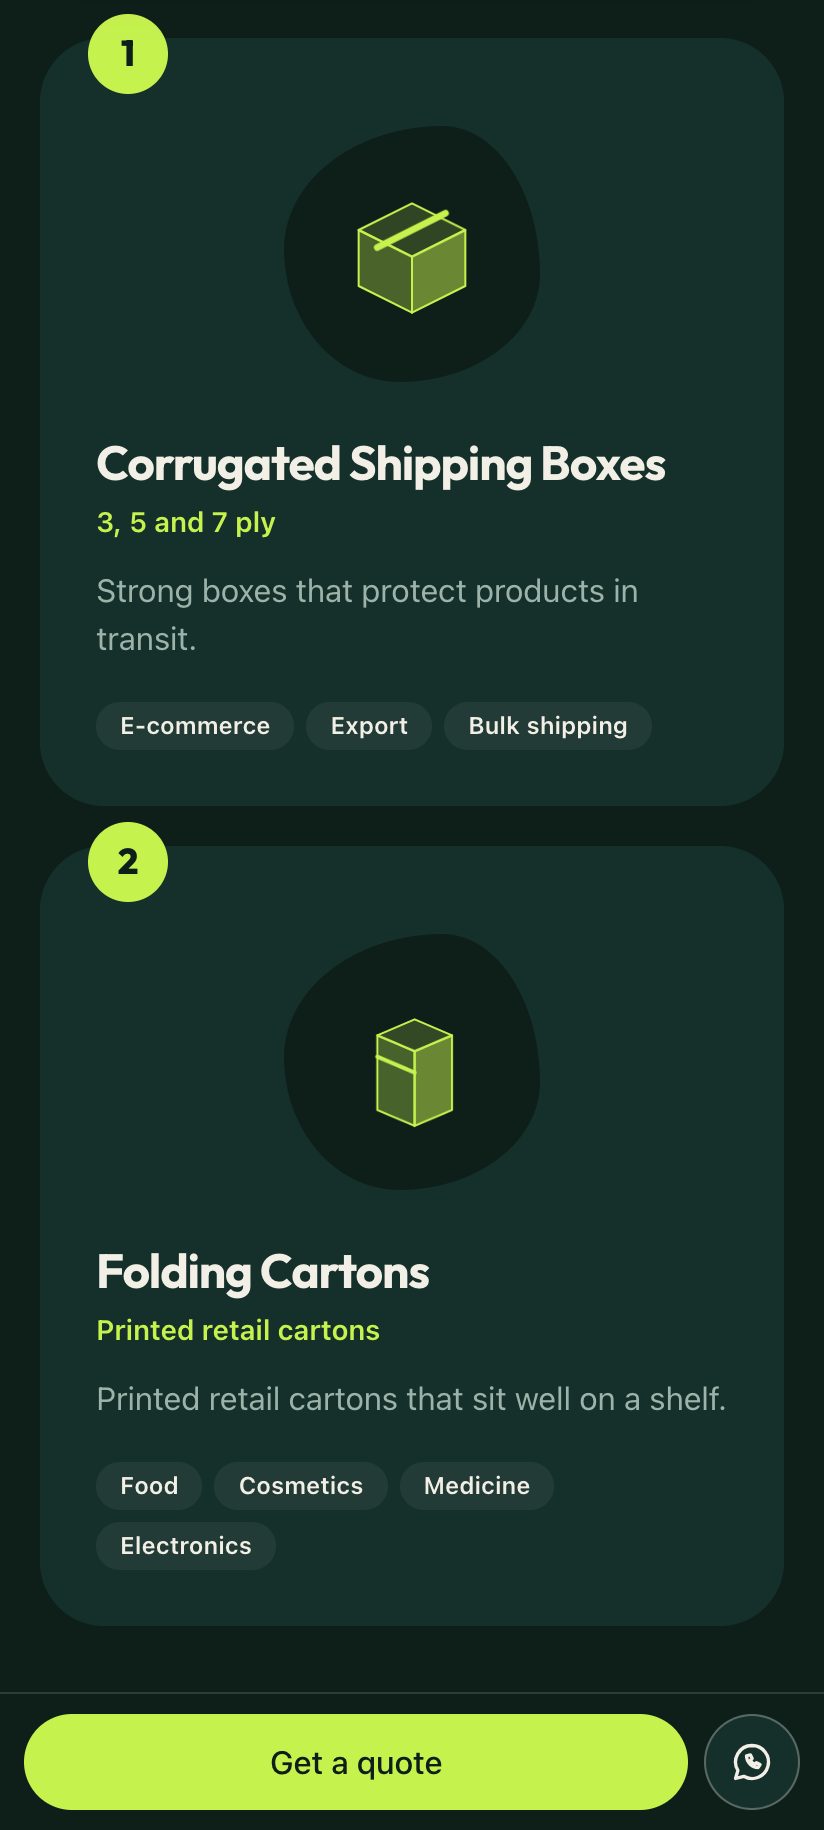 1
Corrugated Shipping Boxes
3, 5 and 7 ply
Strong boxes that protect products in
transit.
E-commerce Export Bulk shipping
2
Folding Cartons
Printed retail cartons
Printed retail cartons that sit well on a shelf.
Food Cosmetics Medicine
Electronics
Get a quote